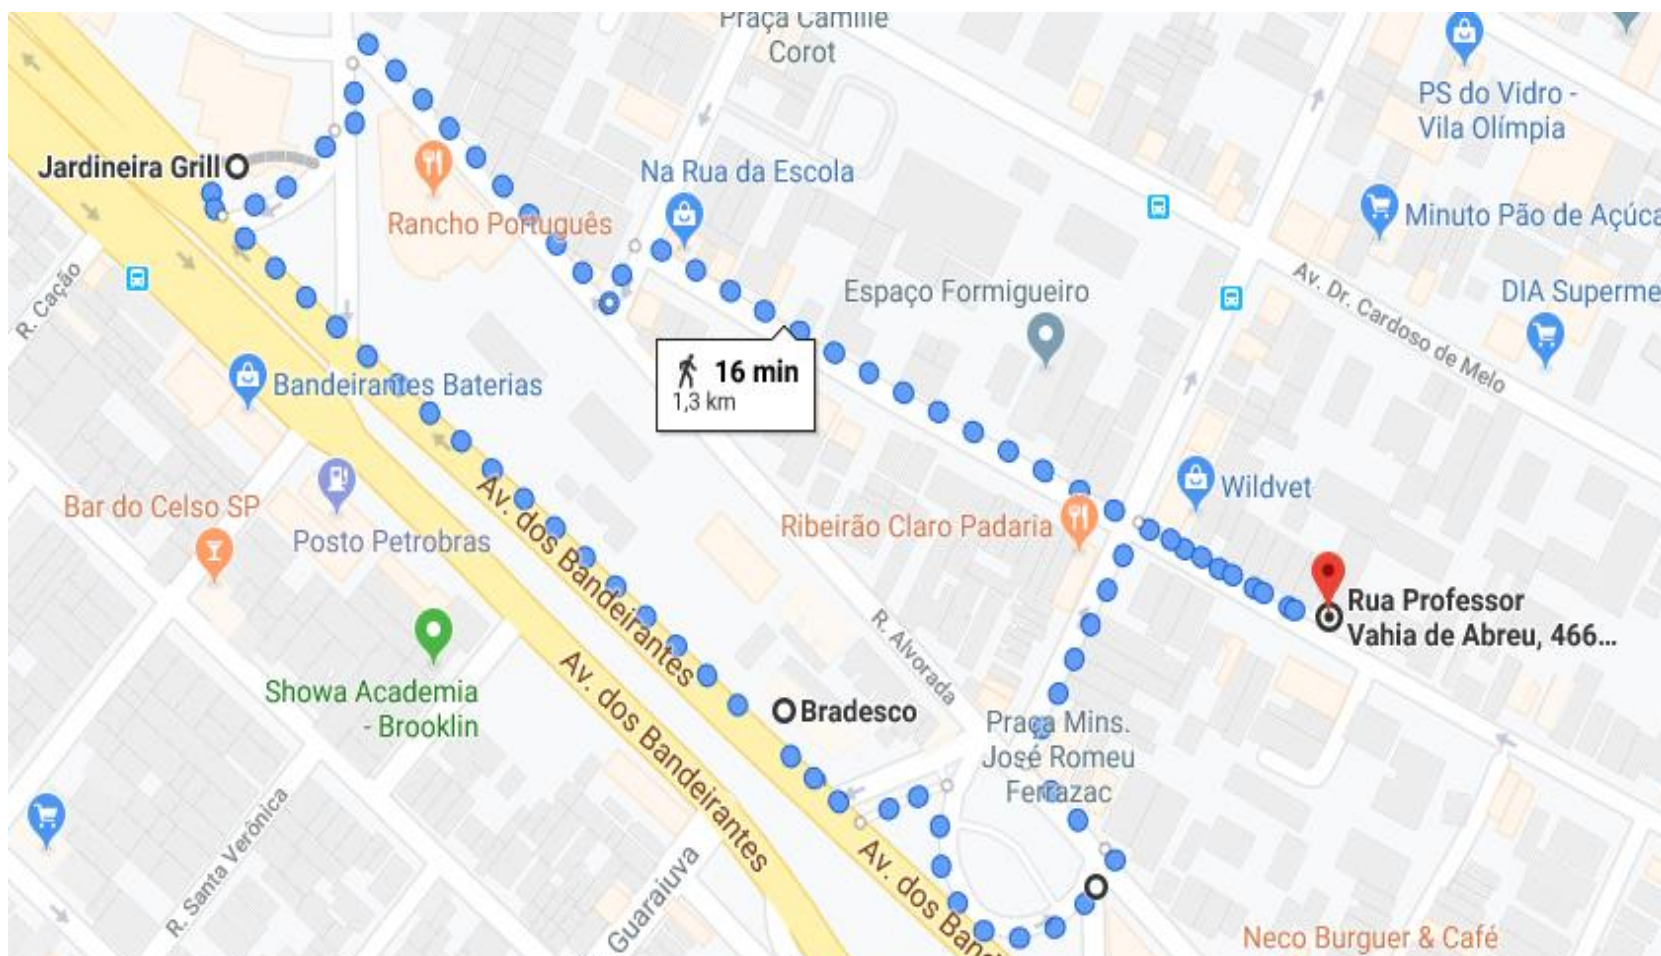 Praça Camille
Corot
PS do Vidro -
Vila Olímpia
Jardineira Grill
Na Rua da Escola
Minuto Pão de Açúca
Rancho Português
R. Cação
Espaço Formigueiro
Av. Dr. Cardoso de Melo
DIA Superme
16 min
1,3 km
Bandeirantes Baterias
Bar do Celso SP
Posto Petrobras
Av. dos Bandeirantes
Ribeirão Claro Padaria
Wildvet
Rua Professor
Vahia de Abreu, 466...
R. Alvorada
Showa Academia
- Brooklin
Av. dos Bandeirantes
Bradesco
Praça Mins.
José Romeu
Ferrazac
R. Santa Verônica
Guaraiuva
Av. dos Band
Neco Burguer & Café